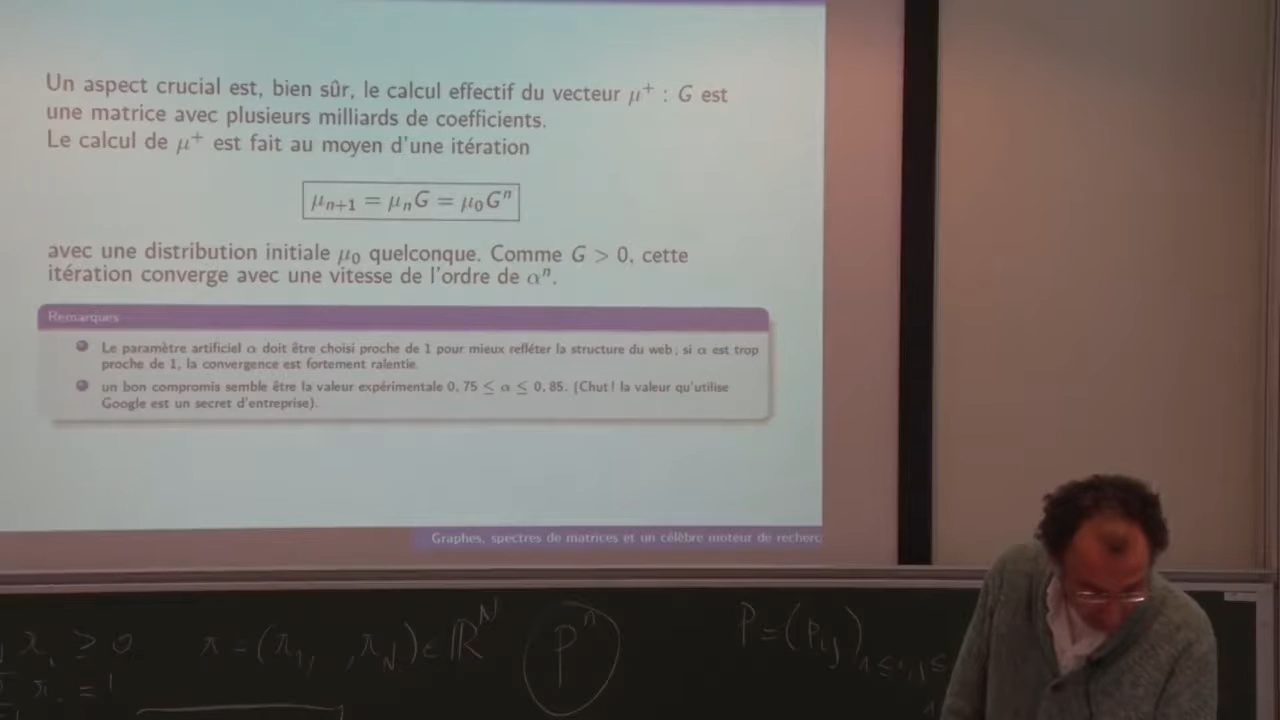 Un aspect crucial est, bien sûr, le calcul effectif du vecteur μ⁺ : G est
une matrice avec plusieurs milliards de coefficients.
Le calcul de μ⁺ est fait au moyen d'une itération
μₙ₊₁ = μₙG = μ₀Gⁿ
avec une distribution initiale μ₀ quelconque. Comme G > 0, cette
itération converge avec une vitesse de l'ordre de αⁿ.
Remarques
Le paramètre artificiel α doit être choisi proche de 1 pour mieux refléter la structure du web; si α est trop
proche de 1, la convergence est fortement ralentie.
un bon compromis semble être la valeur expérimentale 0, 75 ≤ α ≤ 0, 85. (Chut! la valeur qu'utilise
Google est un secret d'entreprise).
Graphes, spectres de matrices et un célèbre moteur de recherc
≥ 0 π = (π₁, , π_N) ∈ ℝᴺ Pⁿ P = (Pᵢⱼ)
= 1